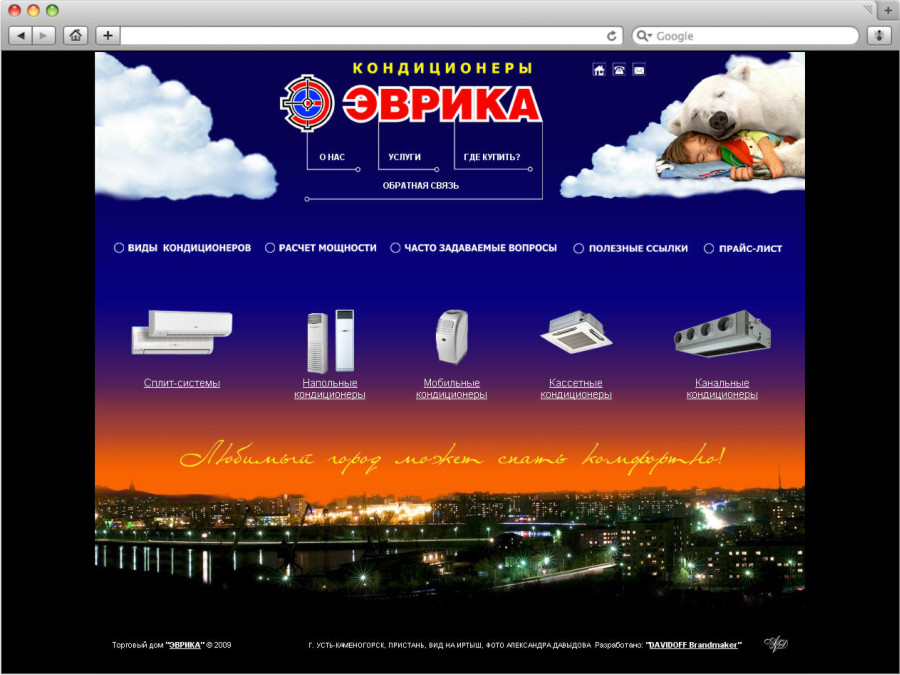 Google
КОНДИЦИОНЕРЫ
ЭВРИКА
О НАС УСЛУГИ ГДЕ КУПИТЬ?
ОБРАТНАЯ СВЯЗЬ
ВИДЫ КОНДИЦИОНЕРОВ РАСЧЕТ МОЩНОСТИ ЧАСТО ЗАДАВАЕМЫЕ ВОПРОСЫ ПОЛЕЗНЫЕ ССЫЛКИ ПРАЙС-ЛИСТ
Сплит-системы
Напольные
кондиционеры
Мобильные
кондиционеры
Кассетные
кондиционеры
Канальные
кондиционеры
Любимый город может спать комфортно!
Торговый дом "ЭВРИКА" © 2009
Г. УСТЬ-КАМЕНОГОРСК, ПРИСТАНЬ, ВИД НА ИРТЫШ, ФОТО АЛЕКСАНДРА ДАВЫДОВА Разработано: "DAVIDOFF Brandmaker"